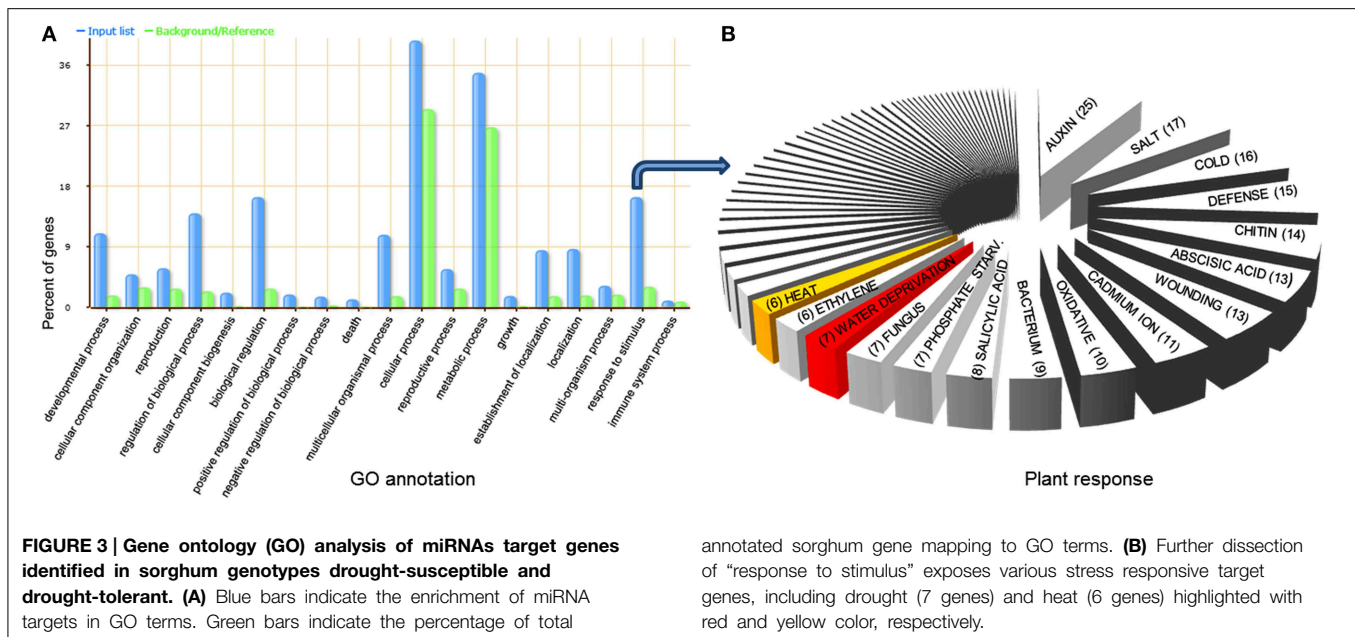 A
Input list
Background/Reference
Percent of genes
36
27
18
9
0
developmental process
cellular component organization
reproduction
regulation of biological process
cellular component biogenesis
biological regulation
positive regulation of biological process
negative regulation of biological process
death
multicellular organismal process
cellular process
reproductive process
metabolic process
growth
establishment of localization
localization
multi-organism process
response to stimulus
immune system process
GO annotation
B
AUXIN (25)
SALT (17)
COLD (16)
DEFENSE (15)
CHITIN (14)
ABSCISIC ACID (13)
WOUNDING (13)
CADMIUM ION (11)
OXIDATIVE (10)
BACTERIUM (9)
(8) SALICYLIC ACID
(7) PHOSPHATE STARV.
(7) FUNGUS
(7) WATER DEPRIVATION
(6) ETHYLENE
(6) HEAT
Plant response
FIGURE 3 | Gene ontology (GO) analysis of miRNAs target genes
identified in sorghum genotypes drought-susceptible and
drought-tolerant. (A) Blue bars indicate the enrichment of miRNA
targets in GO terms. Green bars indicate the percentage of total
annotated sorghum gene mapping to GO terms. (B) Further dissection
of “response to stimulus” exposes various stress responsive target
genes, including drought (7 genes) and heat (6 genes) highlighted with
red and yellow color, respectively.